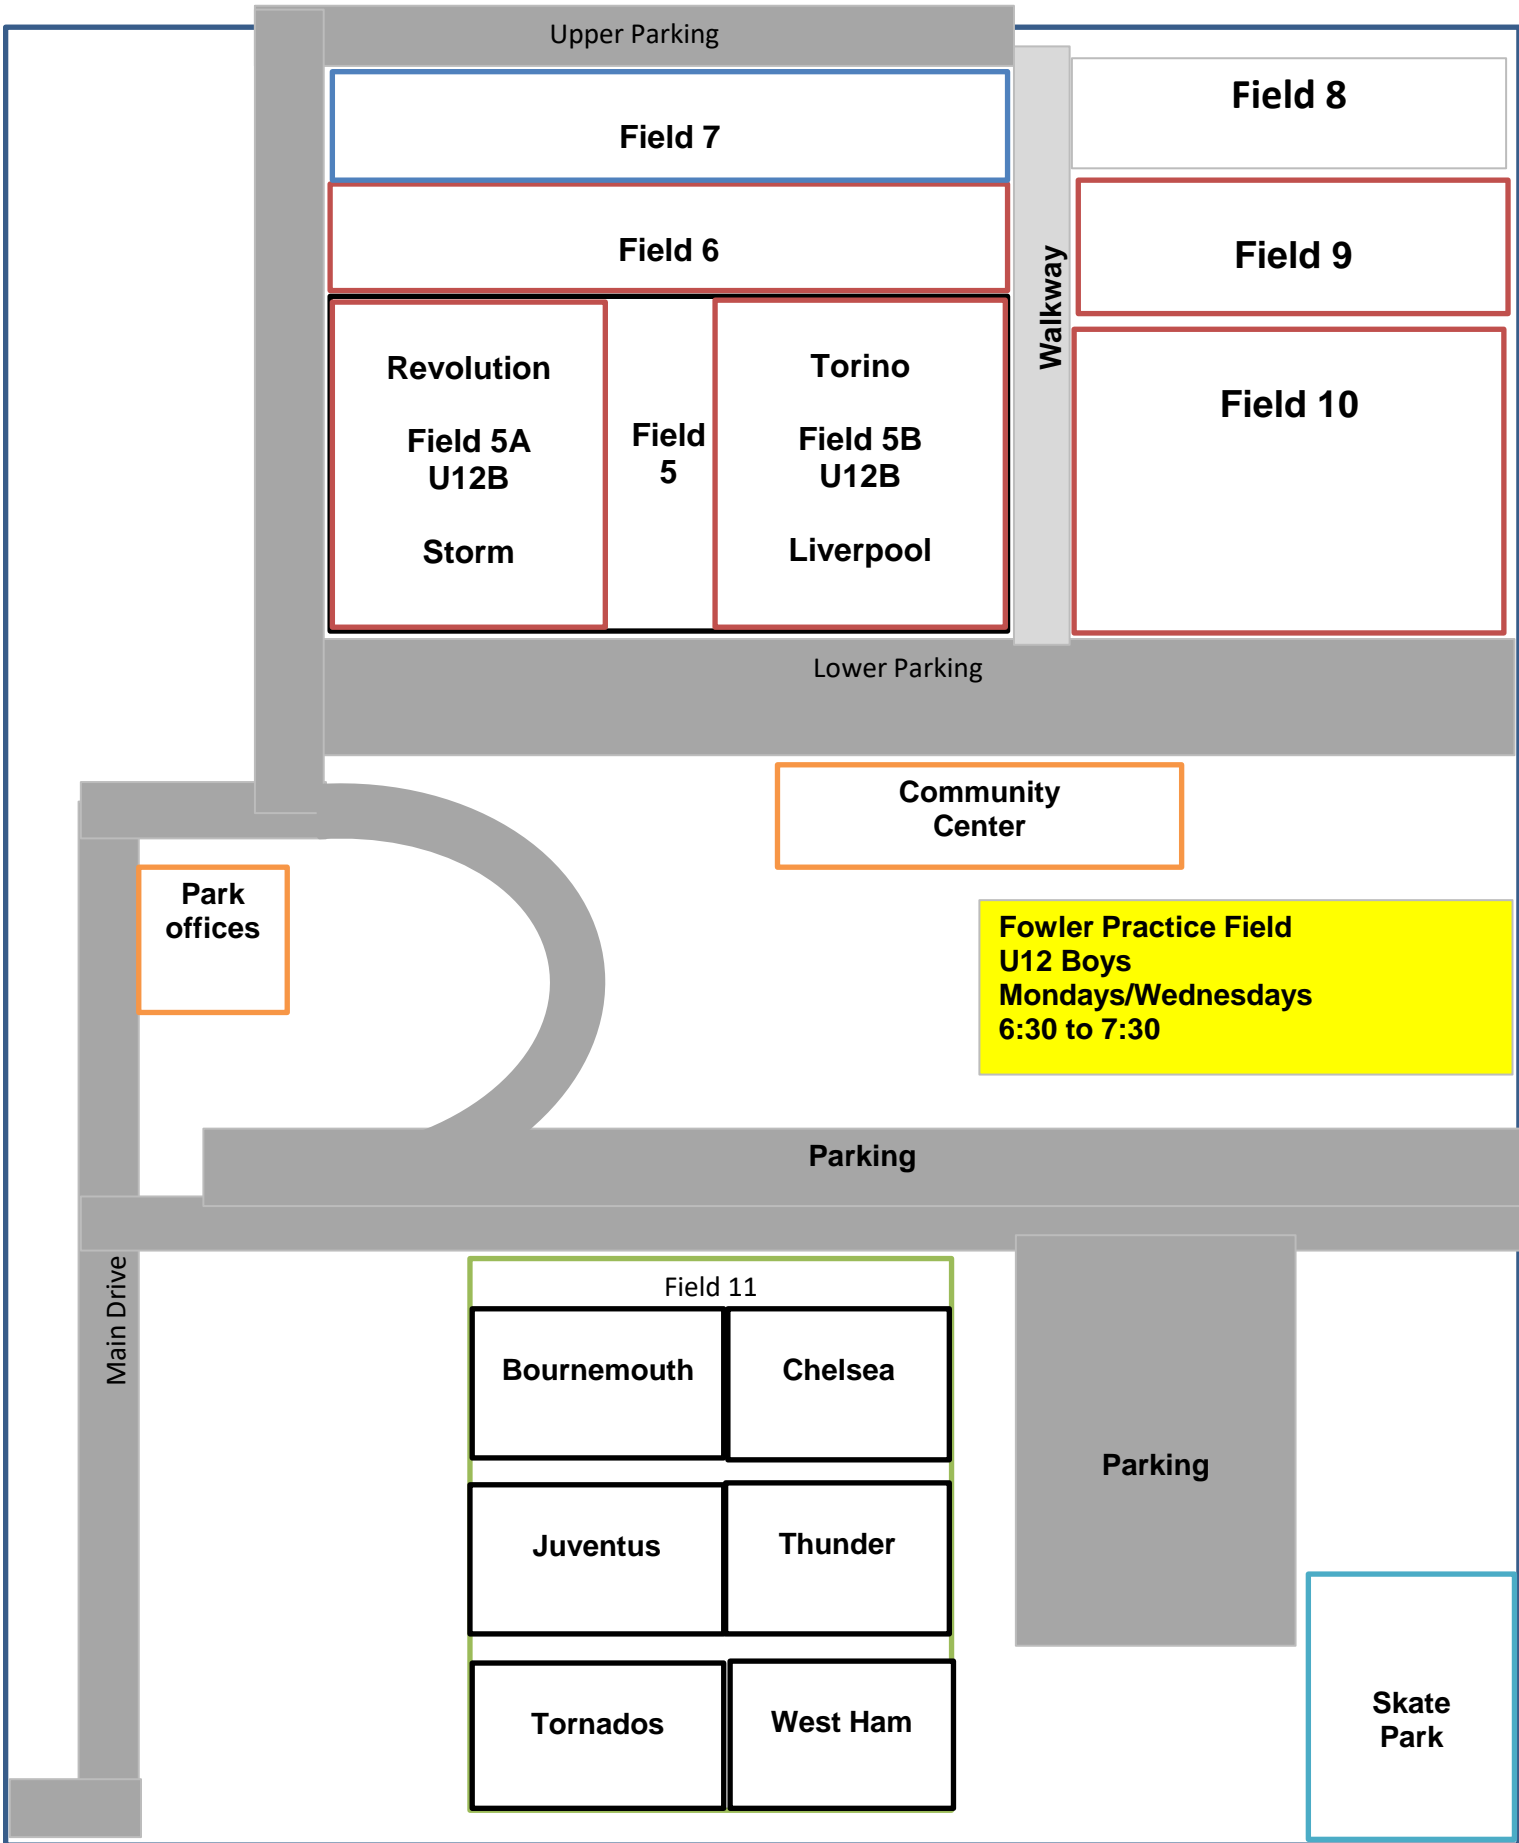 Upper Parking
Field 7
Field 8
Field 6
Field 9
Walkway
Revolution
Field 5A
U12B
Storm
Field
5
Torino
Field 5B
U12B
Liverpool
Field 10
Lower Parking
Community
Center
Park
offices
Fowler Practice Field
U12 Boys
Mondays/Wednesdays
6:30 to 7:30
Parking
Main Drive
Field 11
Bournemouth
Chelsea
Juventus
Thunder
Tornados
West Ham
Parking
Skate
Park